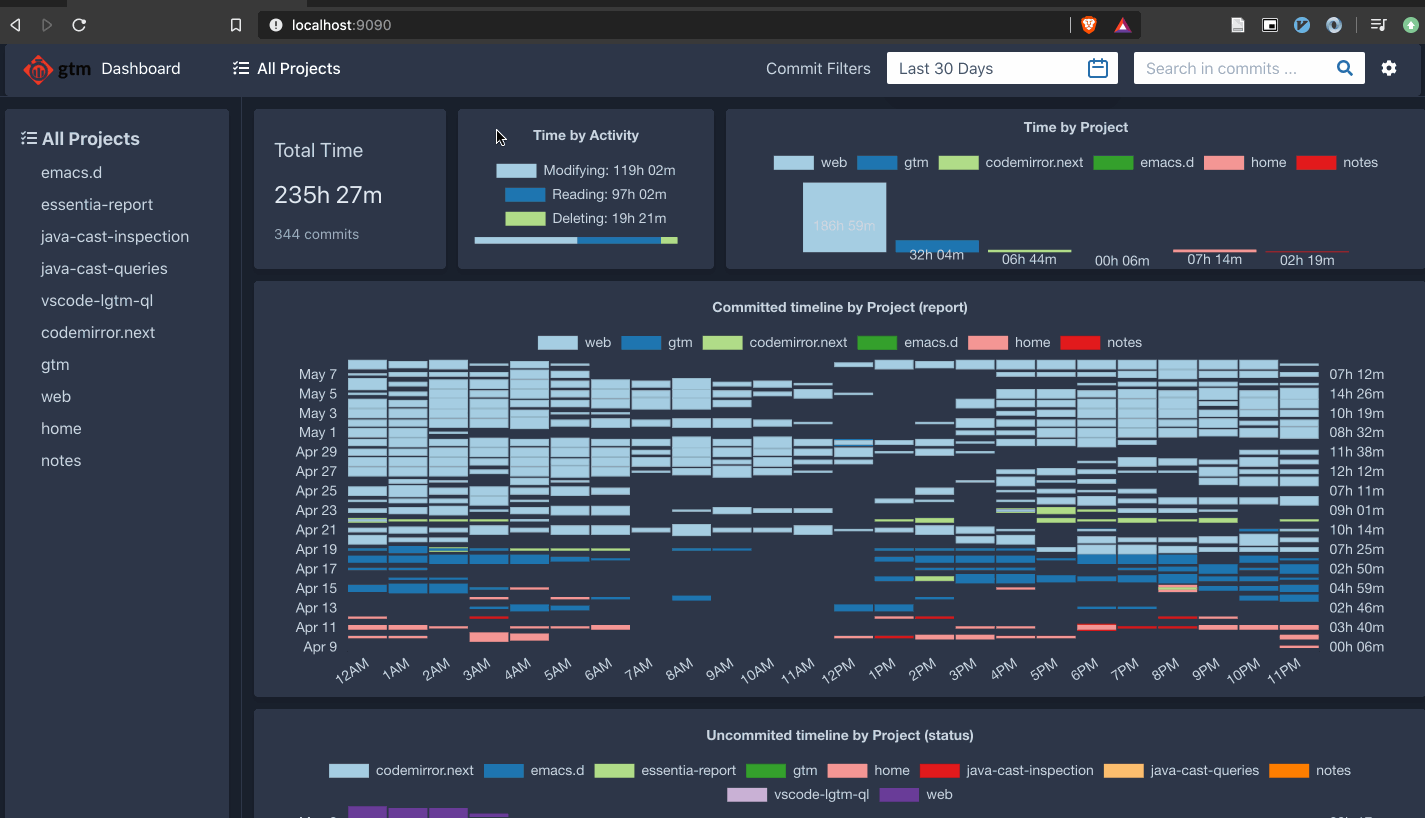 localhost:9090
gtm Dashboard All Projects Commit Filters Last 30 Days Search in commits ...
All Projects
emacs.d
essentia-report
java-cast-inspection
java-cast-queries
vscode-lgtm-ql
codemirror.next
gtm
web
home
notes
Total Time
235h 27m
344 commits
Time by Activity
Modifying: 119h 02m
Reading: 97h 02m
Deleting: 19h 21m
Time by Project
web gtm codemirror.next emacs.d home notes
186h 59m
32h 04m 06h 44m 00h 06m 07h 14m 02h 19m
Committed timeline by Project (report)
web gtm codemirror.next emacs.d home notes
May 7 07h 12m
May 5 14h 26m
May 3 10h 19m
May 1 08h 32m
Apr 29 11h 38m
Apr 27 12h 12m
Apr 25 07h 11m
Apr 23 09h 01m
Apr 21 10h 14m
Apr 19 07h 25m
Apr 17 02h 50m
Apr 15 04h 59m
Apr 13 02h 46m
Apr 11 03h 40m
Apr 9 00h 06m
12AM 1AM 2AM 3AM 4AM 5AM 6AM 7AM 8AM 9AM 10AM 11AM 12PM 1PM 2PM 3PM 4PM 5PM 6PM 7PM 8PM 9PM 10PM 11PM
Uncommited timeline by Project (status)
codemirror.next emacs.d essentia-report gtm home java-cast-inspection java-cast-queries notes
vscode-lgtm-ql web